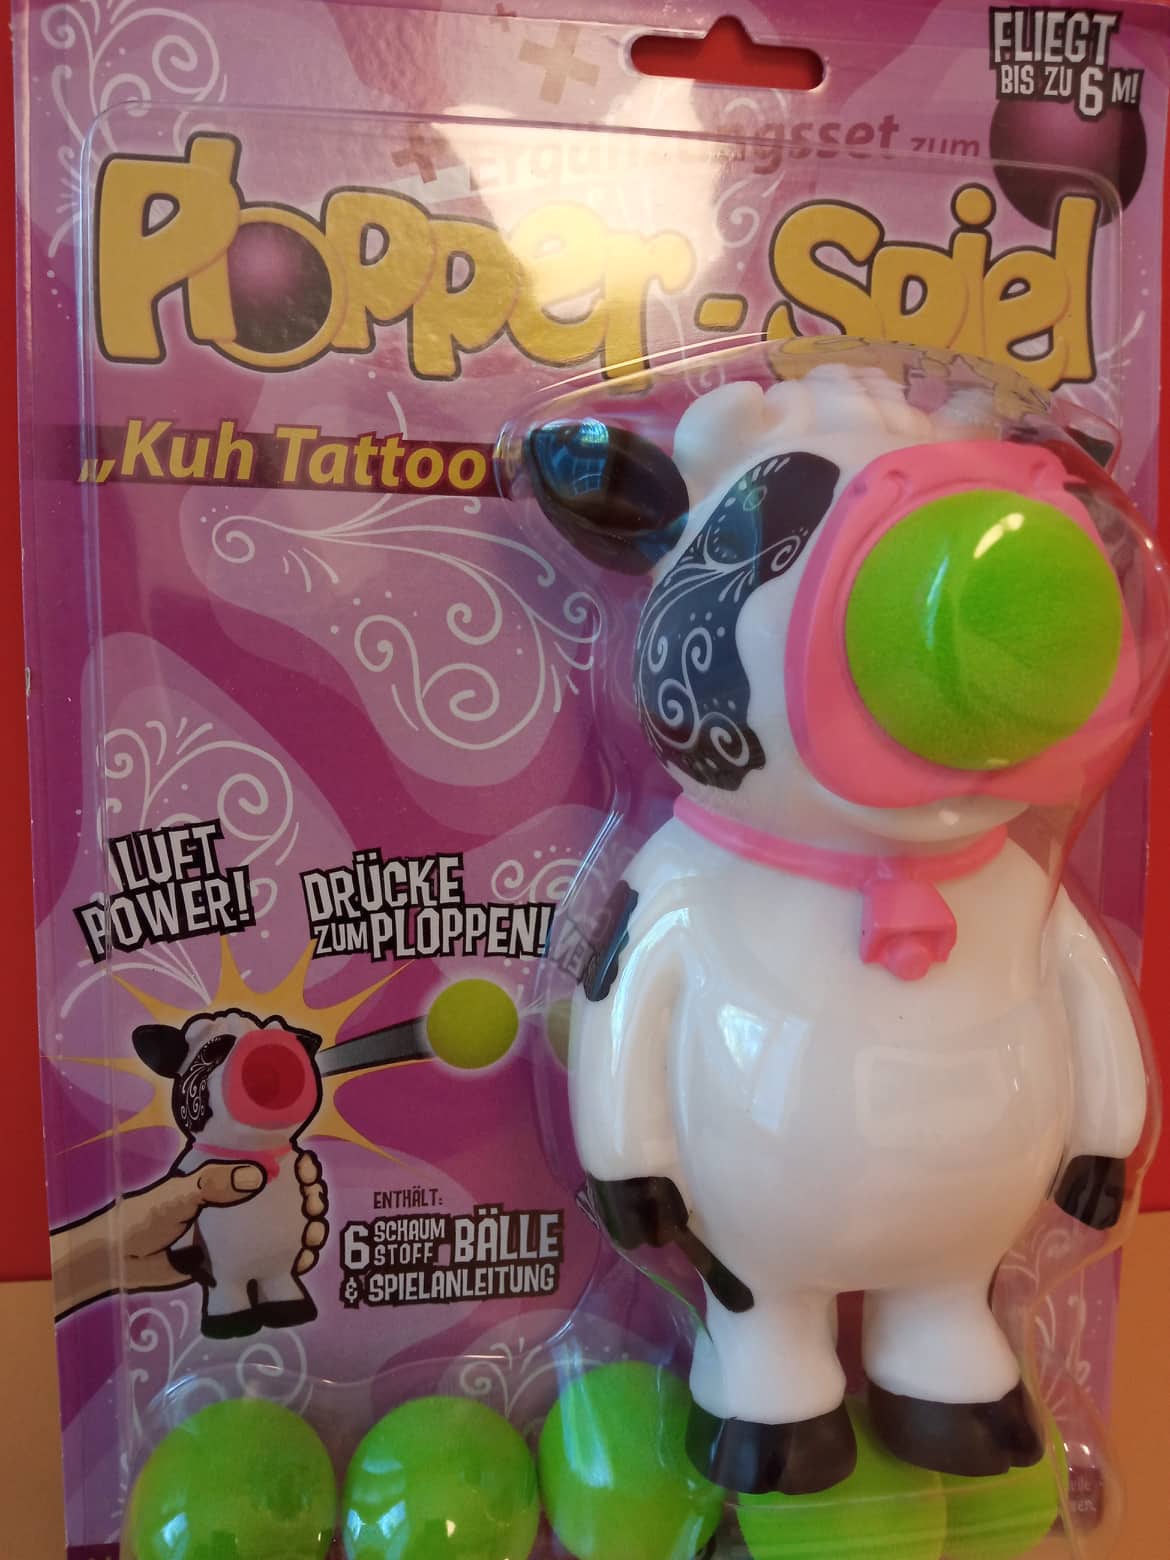 FLIEGT
BIS ZU 6 M!
Ergänzungsset zum
Plopper-Spiel
„Kuh Tattoo“
LUFT
POWER!
DRÜCKE
ZUM PLOPPEN!
ENTHÄLT:
6 SCHAUM
STOFF BÄLLE
& SPIELANLEITUNG